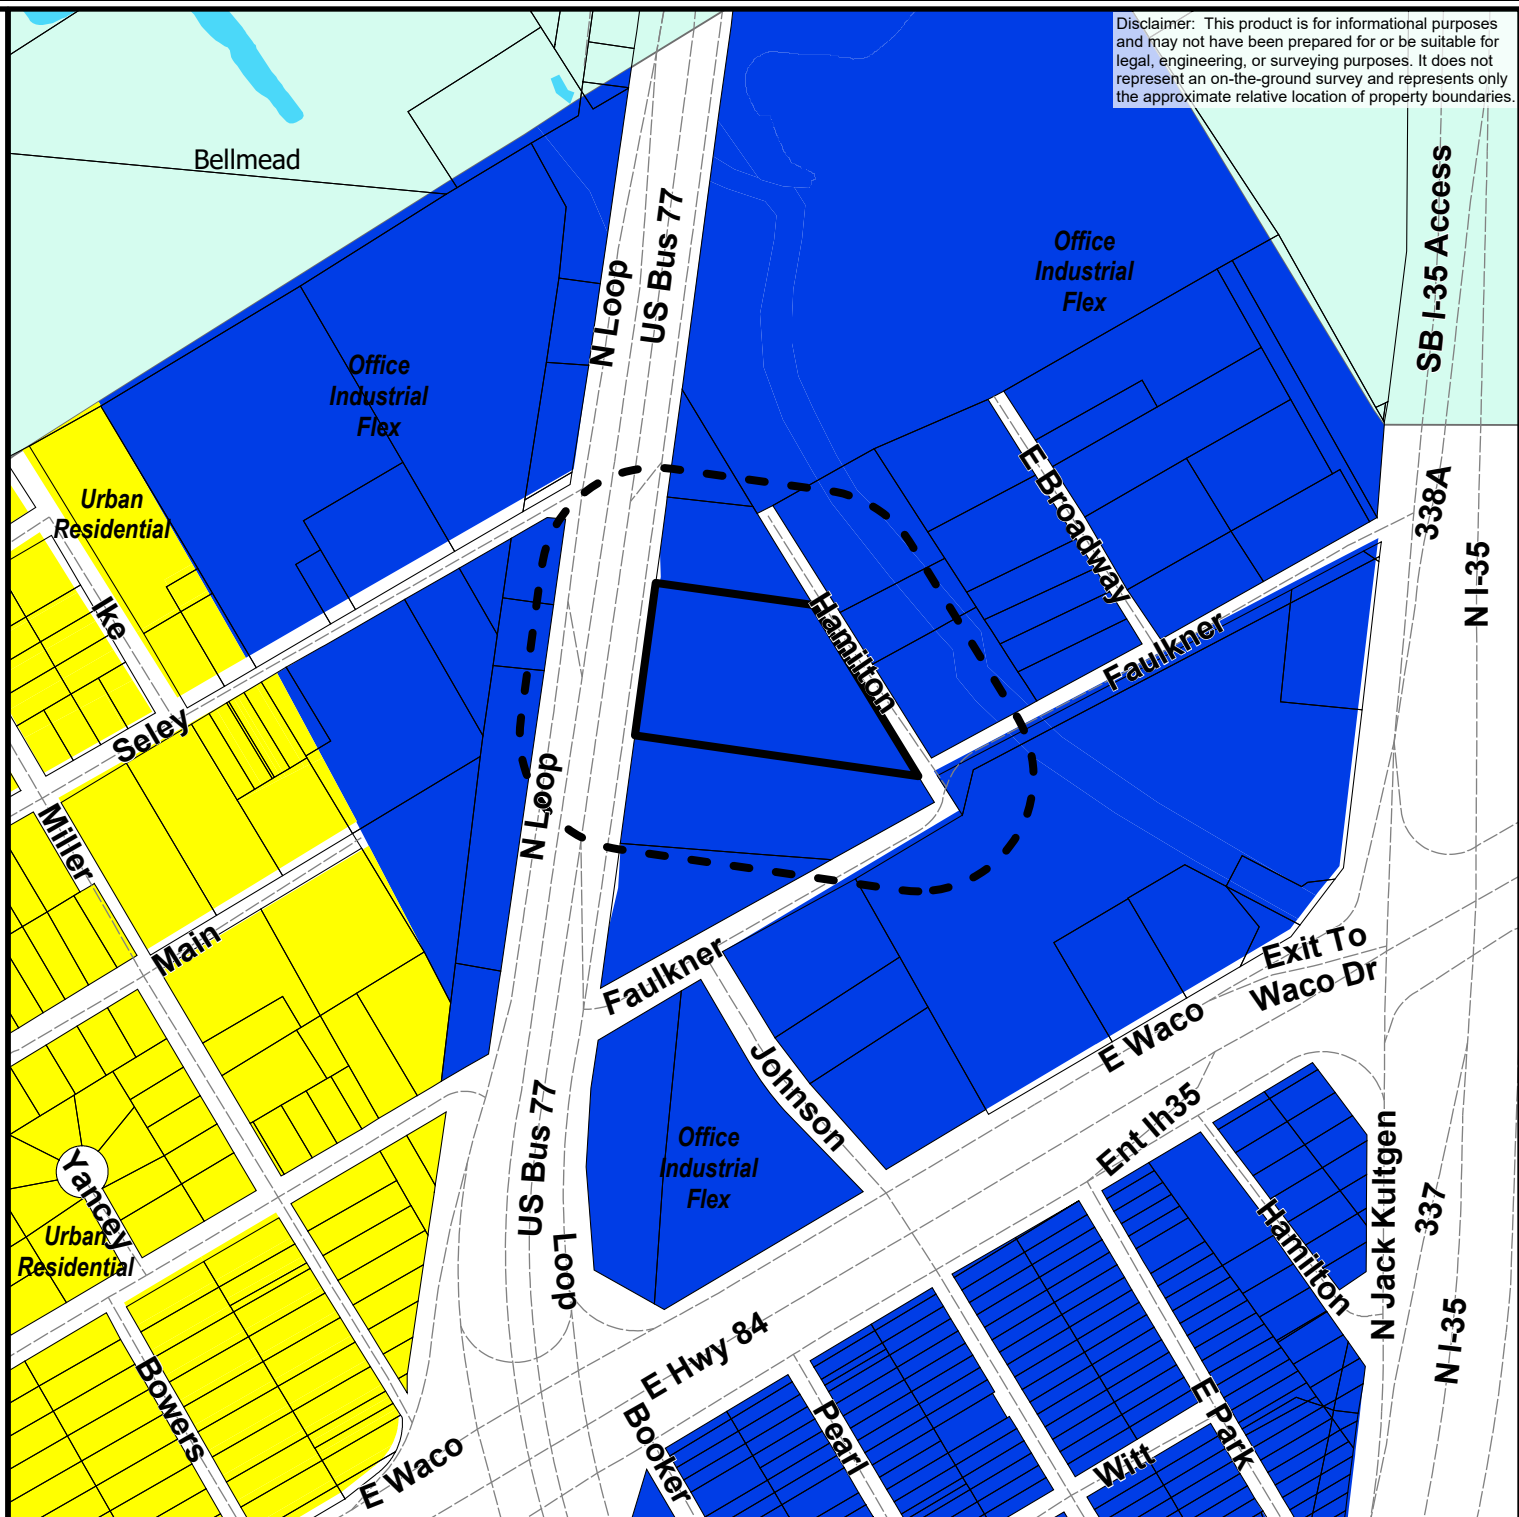 Disclaimer: This product is for informational purposes
and may not have been prepared for or be suitable for
legal, engineering, or surveying purposes. It does not
represent an on-the-ground survey and represents only
the approximate relative location of property boundaries.
Bellmead
SB I-35 Access
US Bus 77
N Loop
Office
Industrial
Flex
Office
Industrial
Flex
Urban
Residential
E Broadway
338A
N I-35
Ike
Hamilton
Faulkner
Seley
Miller
N Loop
Main
Faulkner
Exit To
Waco Dr
E Waco
Johnson
Ent Ih35
US Bus 77
Office
Industrial
Flex
Yancey
Urban
Residential
Loop
Hamilton
N Jack Kultgen
337
N I-35
E Hwy 84
Bowers
E Waco
Booker
Pearl
E Park
Witt